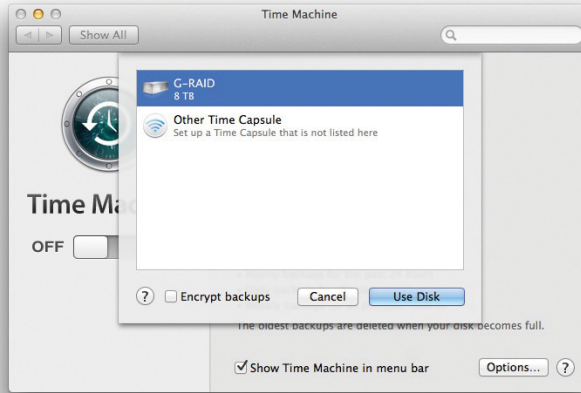 Time Machine
Show All
G-RAID
8 TB
Other Time Capsule
Set up a Time Capsule that is not listed here
Time Ma
OFF
?
Encrypt backups
Cancel
Use Disk
The oldest backups are deleted when your disk becomes full.
Show Time Machine in menu bar
Options...
?